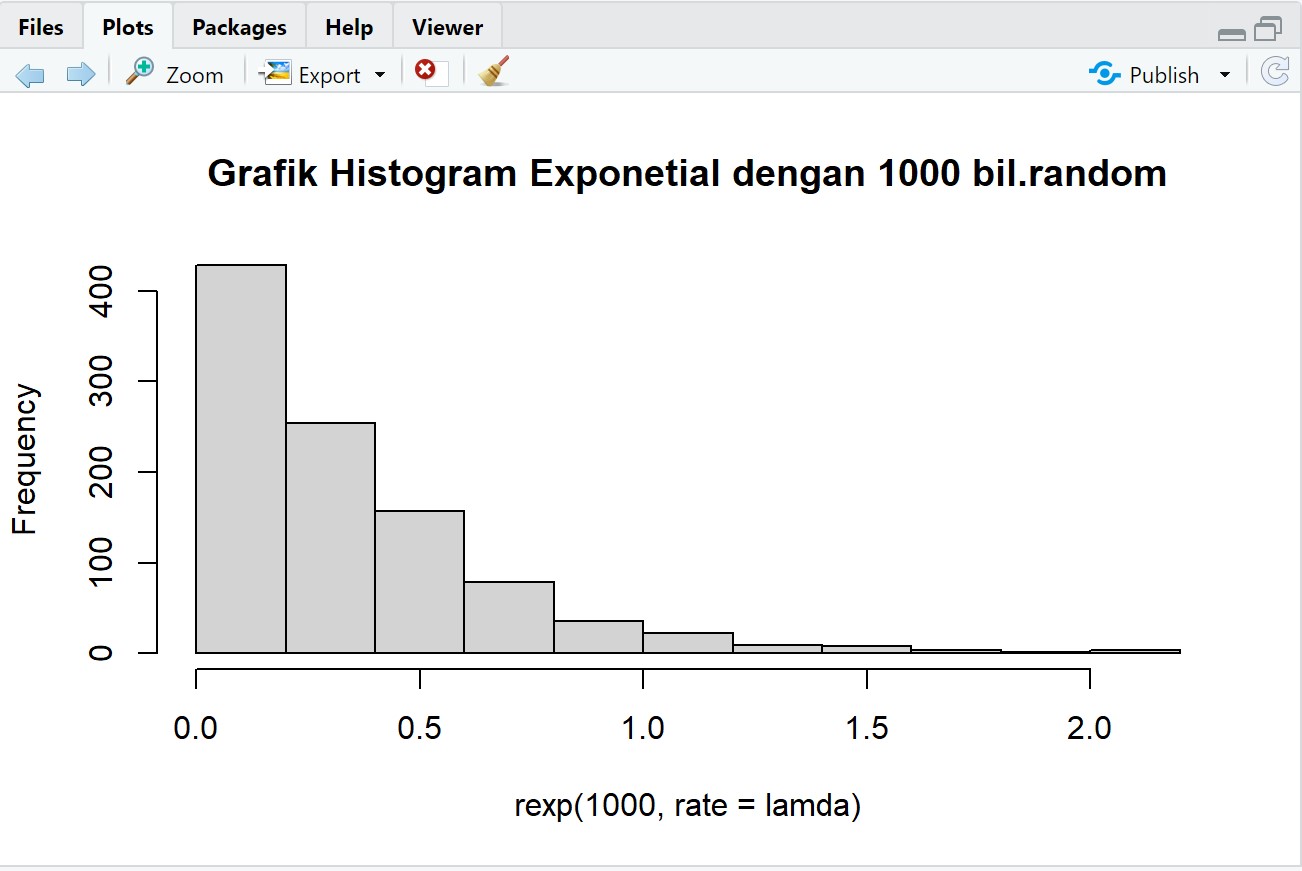 Files Plots Packages Help Viewer
Zoom Export Publish
Grafik Histogram Exponetial dengan 1000 bil.random
Frequency
400
300
200
100
0
0.0 0.5 1.0 1.5 2.0
rexp(1000, rate = lamda)